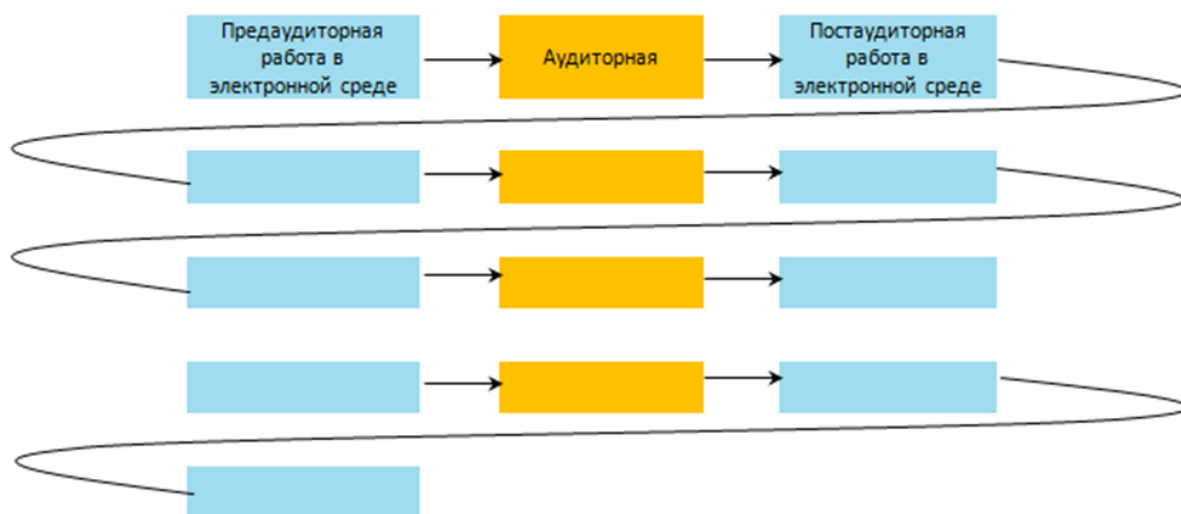 Предаудиторная
работа в
электронной среде
Аудиторная
Постаудиторная
работа в
электронной среде